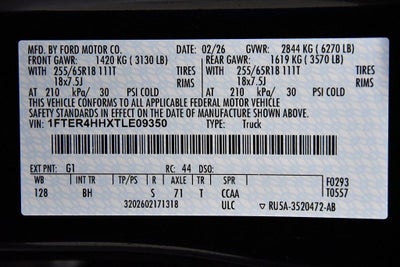 MFD. BY FORD MOTOR CO. 02/26 GVWR: 2844 KG ( 6270 LB)
FRONT GAWR: 1420 KG ( 3130 LB) REAR GAWR: 1619 KG ( 3570 LB)
WITH 255/65R18 111T TIRES WITH 255/65R18 111T TIRES
18x7.5J RIMS 18x7.5J RIMS
AT 210 kPa/ 30 PSI COLD AT 210 kPa/ 30 PSI COLD
THIS VEHICLE CONFORMS TO ALL APPLICABLE FEDERAL MOTOR VEHICLE
SAFETY STANDARDS IN EFFECT ON THE DATE OF MANUFACTURE SHOWN ABOVE.
VIN: 1FTER4HHXTLE09350 TYPE: Truck
EXT PNT: G1 RC: 44 DSO:
WB INT TR TP/PS R AXLE TR SPR F0293
128 BH S 71 T CCAA T0557
3202602171318 ULC RU5A-3520472-AB